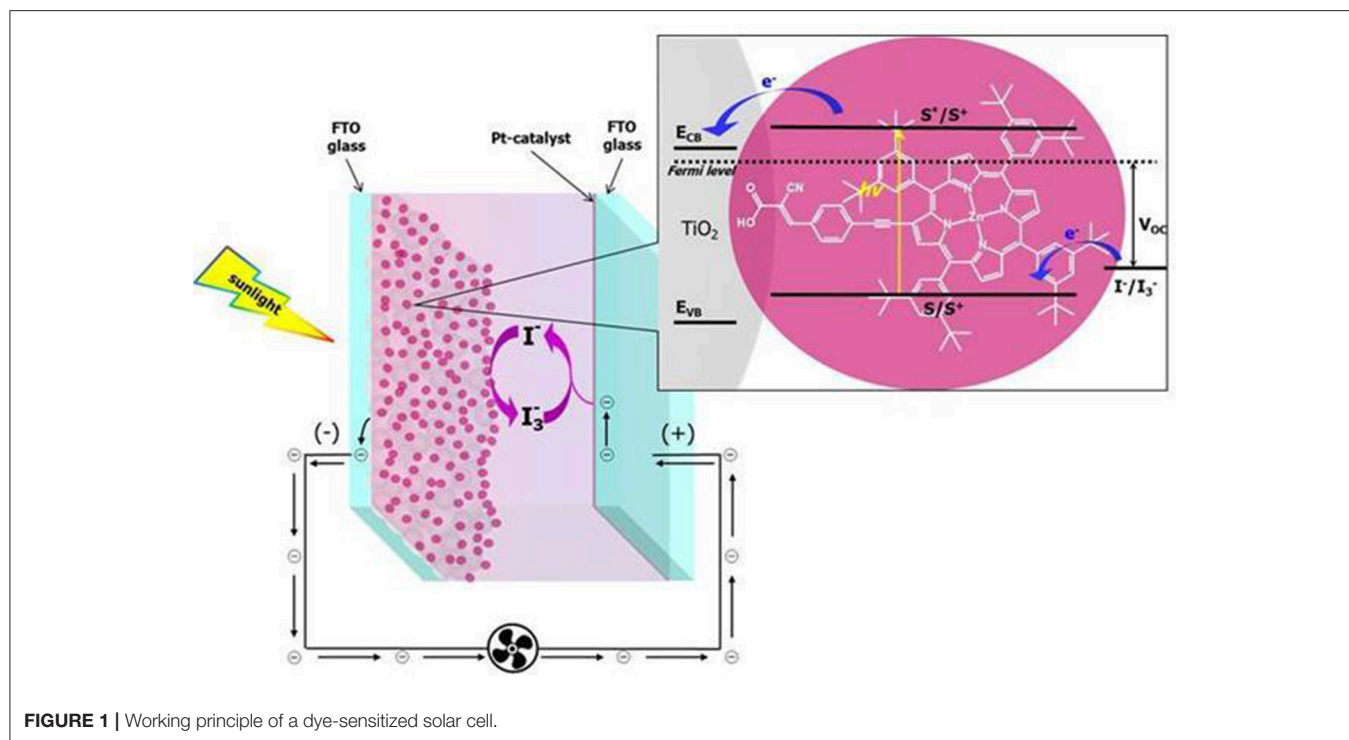 FTO
glass
Pt-catalyst
FTO
glass
sunlight
I⁻
I₃⁻
(-)
(+)
e⁻
S*/S⁺
E_CB
Fermi level
hν
CN
O
HO
TiO₂
N
N
Zn
N
N
e⁻
V_OC
I⁻/I₃⁻
S/S⁺
E_VB
FIGURE 1 | Working principle of a dye-sensitized solar cell.